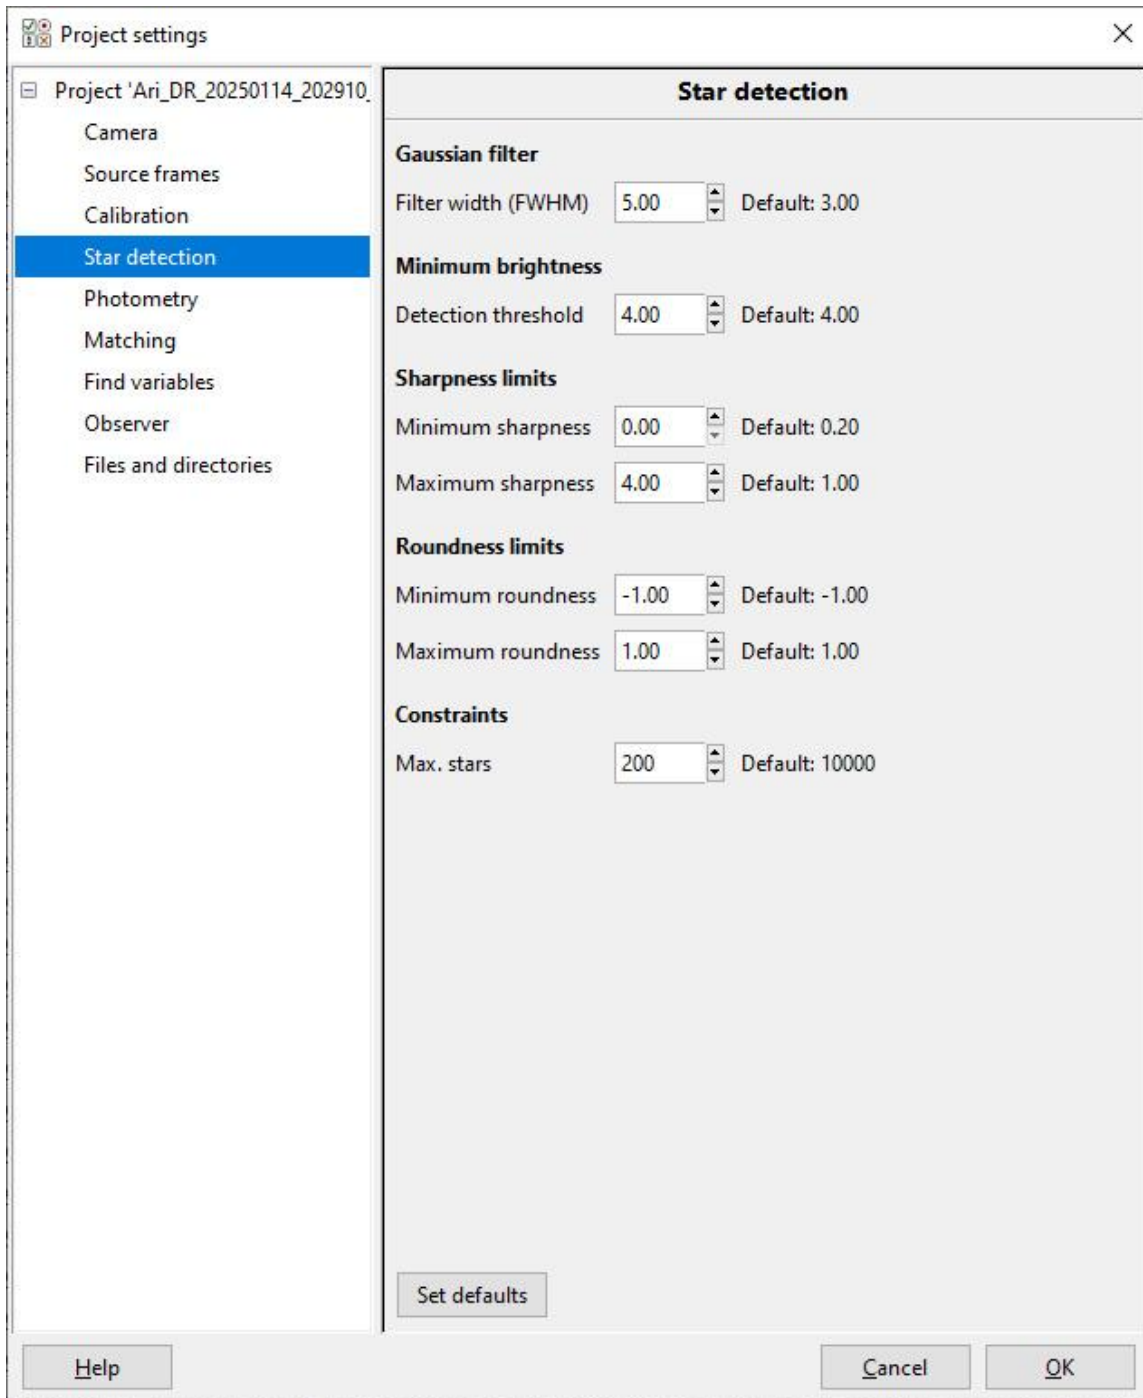 Project settings
Project 'Ari_DR_20250114_202910_
Camera
Source frames
Calibration
Star detection
Photometry
Matching
Find variables
Observer
Files and directories
Star detection
Gaussian filter
Filter width (FWHM) 5.00 Default: 3.00
Minimum brightness
Detection threshold 4.00 Default: 4.00
Sharpness limits
Minimum sharpness 0.00 Default: 0.20
Maximum sharpness 4.00 Default: 1.00
Roundness limits
Minimum roundness -1.00 Default: -1.00
Maximum roundness 1.00 Default: 1.00
Constraints
Max. stars 200 Default: 10000
Set defaults
Help Cancel OK